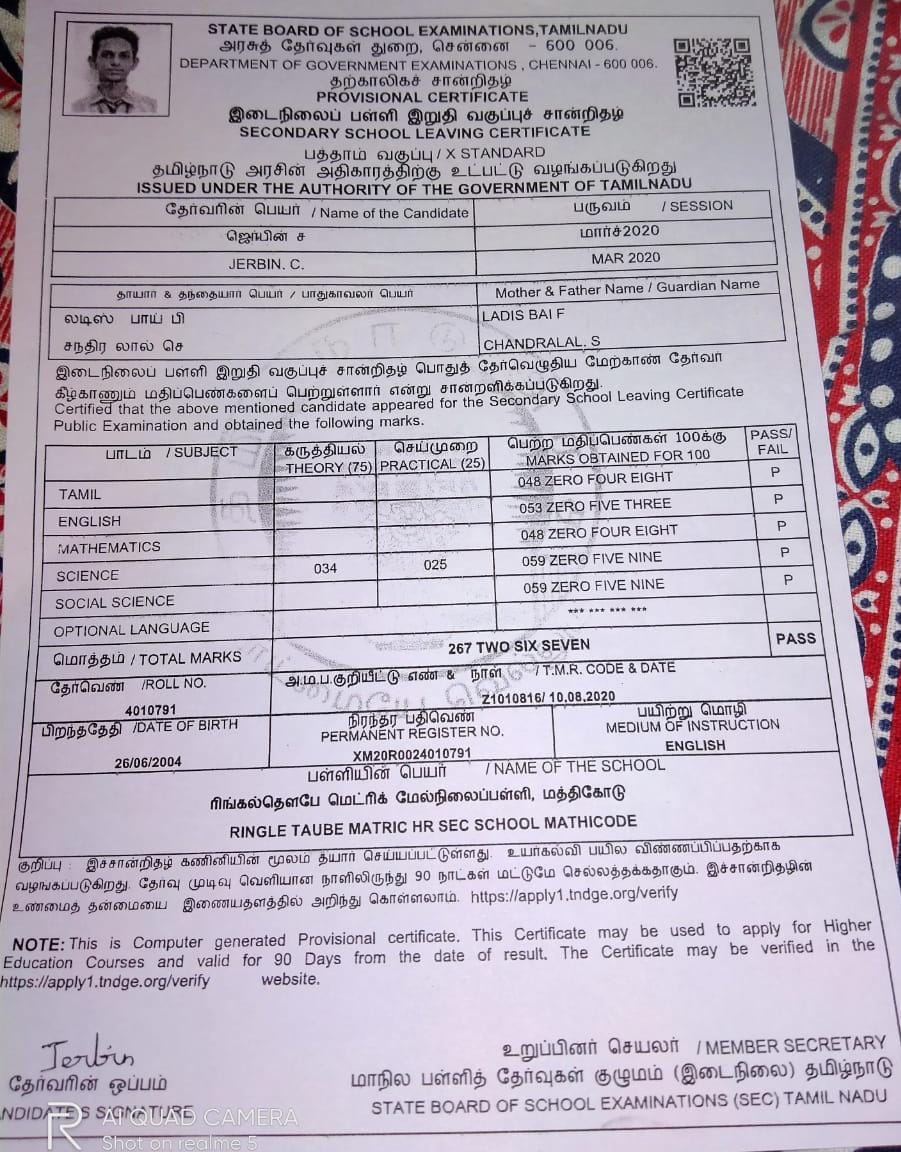 STATE BOARD OF SCHOOL EXAMINATIONS,TAMILNADU
அரசுத் தேர்வுகள் துறை, சென்னை - 600 006.
DEPARTMENT OF GOVERNMENT EXAMINATIONS , CHENNAI - 600 006.
தற்காலிகச் சான்றிதழ்
PROVISIONAL CERTIFICATE
இடைநிலைப் பள்ளி இறுதி வகுப்புச் சான்றிதழ்
SECONDARY SCHOOL LEAVING CERTIFICATE
பத்தாம் வகுப்பு / X STANDARD
தமிழ்நாடு அரசின் அதிகாரத்திற்கு உட்பட்டு வழங்கப்படுகிறது
ISSUED UNDER THE AUTHORITY OF THE GOVERNMENT OF TAMILNADU
தேர்வரின் பெயர் / Name of the Candidate பருவம் / SESSION
ஜெர்பின் ச மார்ச்2020
JERBIN. C. MAR 2020
தாயார் & தந்தையார் பெயர் / பாதுகாவலர் பெயர் Mother & Father Name / Guardian Name
லடிஸ் பாய் பி LADIS BAI F
சந்திர லால் செ CHANDRALAL. S
இடைநிலைப் பள்ளி இறுதி வகுப்புச் சான்றிதழ் பொதுத் தேர்வெழுதிய மேற்காண் தேர்வர்
கீழ்காணும் மதிப்பெண்களைப் பெற்றுள்ளார் என்று சான்றளிக்கப்படுகிறது.
Certified that the above mentioned candidate appeared for the Secondary School Leaving Certificate
Public Examination and obtained the following marks.
பாடம் / SUBJECT கருத்தியல் THEORY (75) செய்முறை PRACTICAL (25) பெற்ற மதிப்பெண்கள் 100க்கு MARKS OBTAINED FOR 100 PASS/ FAIL
TAMIL 048 ZERO FOUR EIGHT P
ENGLISH 053 ZERO FIVE THREE P
MATHEMATICS 048 ZERO FOUR EIGHT P
SCIENCE 034 025 059 ZERO FIVE NINE P
SOCIAL SCIENCE 059 ZERO FIVE NINE P
OPTIONAL LANGUAGE *** *** *** ***
மொத்தம் / TOTAL MARKS 267 TWO SIX SEVEN PASS
தேர்வெண் /ROLL NO. அ.ம.ப.குறியீட்டு எண் & நாள் / T.M.R. CODE & DATE
4010791 Z1010816/ 10.08.2020
பிறந்ததேதி /DATE OF BIRTH நிரந்தர பதிவெண் PERMANENT REGISTER NO. பயிற்று மொழி MEDIUM OF INSTRUCTION
26/06/2004 XM20R0024010791 ENGLISH
பள்ளியின் பெயர் / NAME OF THE SCHOOL
ரிங்கல்தௌபே மெட்ரிக் மேல்நிலைப்பள்ளி, மத்திகோடு
RINGLE TAUBE MATRIC HR SEC SCHOOL MATHICODE
குறிப்பு : இச்சான்றிதழ் கணினியின் மூலம் தயார் செய்யப்பட்டுள்ளது. உயர்கல்வி பயில விண்ணப்பிப்பதற்காக
வழங்கப்படுகிறது. தேர்வு முடிவு வெளியான நாளிலிருந்து 90 நாட்கள் மட்டுமே செல்லத்தக்கதாகும். இச்சான்றிதழின்
உண்மைத் தன்மையை இணையதளத்தில் அறிந்து கொள்ளலாம். https://apply1.tndge.org/verify
NOTE: This is Computer generated Provisional certificate. This Certificate may be used to apply for Higher
Education Courses and valid for 90 Days from the date of result. The Certificate may be verified in the
https://apply1.tndge.org/verify website.
Jerbin
தேர்வரின் ஒப்பம்
NDIDATE'S SIGNATURE
உறுப்பினர் செயலர் / MEMBER SECRETARY
மாநில பள்ளித் தேர்வுகள் குழுமம் (இடைநிலை) தமிழ்நாடு
STATE BOARD OF SCHOOL EXAMINATIONS (SEC) TAMIL NADU
R AI QUAD CAMERA
Shot on realme 5